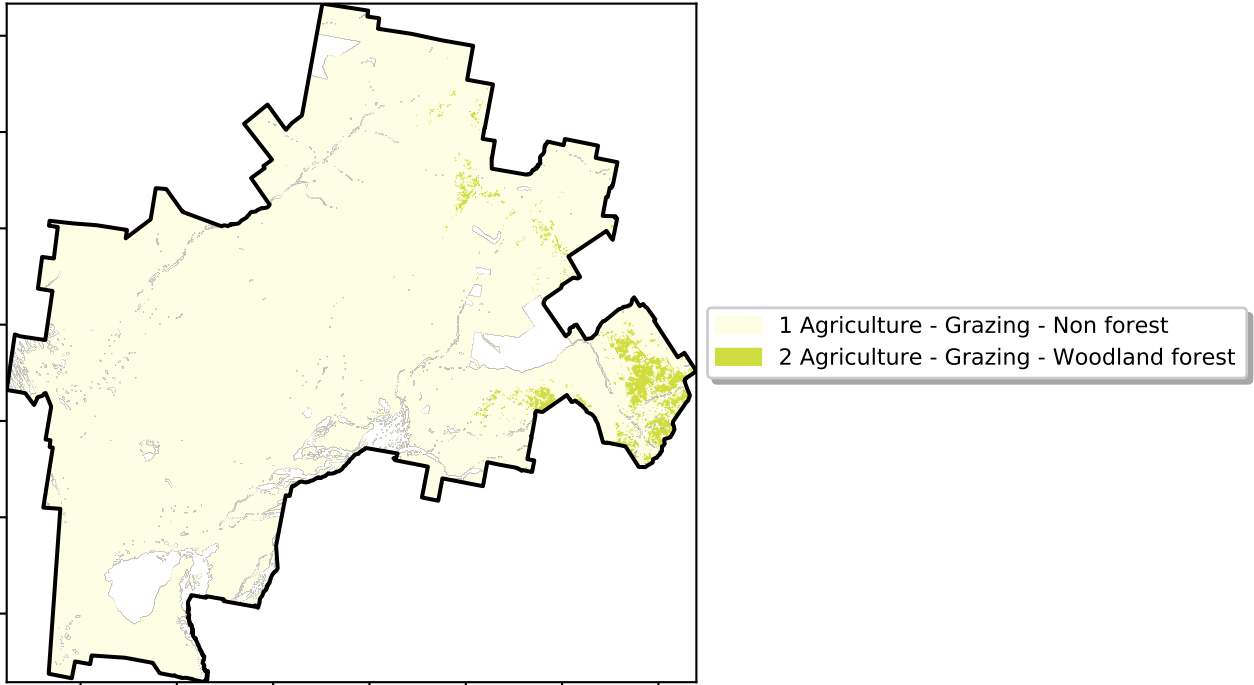 1 Agriculture - Grazing - Non forest
2 Agriculture - Grazing - Woodland forest